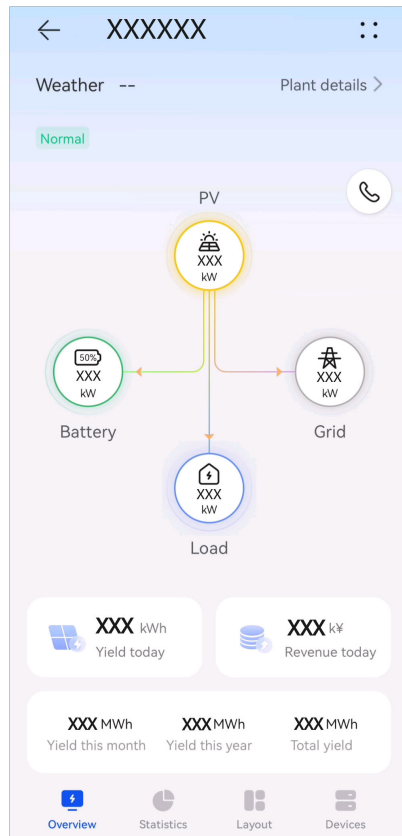 XXXXXX
Weather -- Plant details >
Normal
PV
XXX
kW
50%
XXX
kW
XXX
kW
Battery
Grid
XXX
kW
Load
XXX kWh
Yield today
XXX k¥
Revenue today
XXX MWh XXX MWh XXX MWh
Yield this month Yield this year Total yield
Overview Statistics Layout Devices